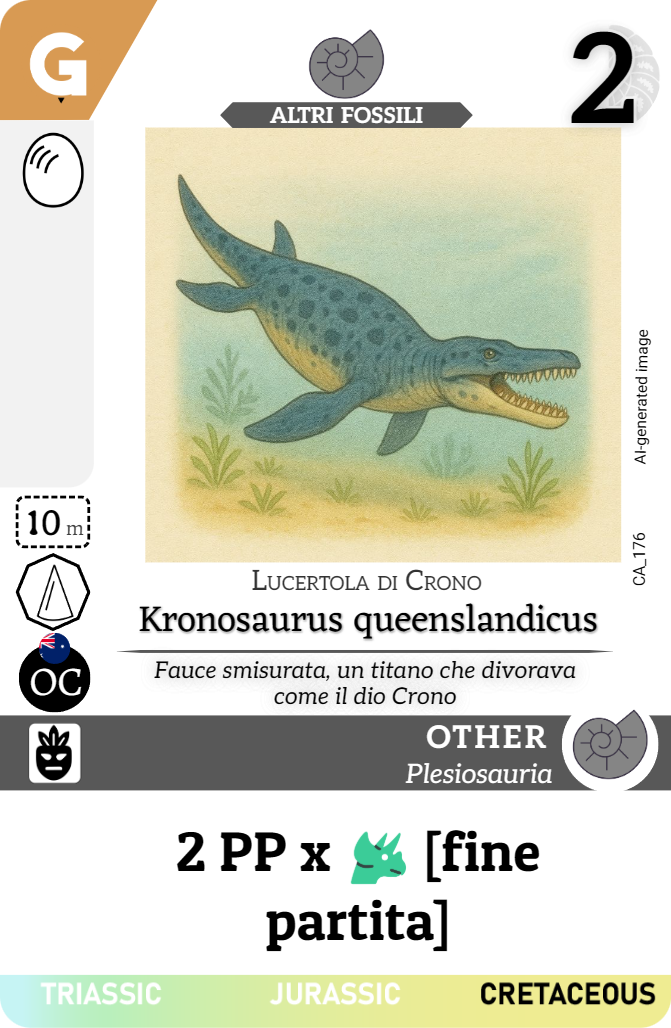 G
2
ALTRI FOSSILI
AI-generated image
CA_176
10 m
OC
Lucertola di Crono
Kronosaurus queenslandicus
Fauce smisurata, un titano che divorava
come il dio Crono
OTHER
Plesiosauria
2 PP x [fine
partita]
TRIASSIC JURASSIC CRETACEOUS